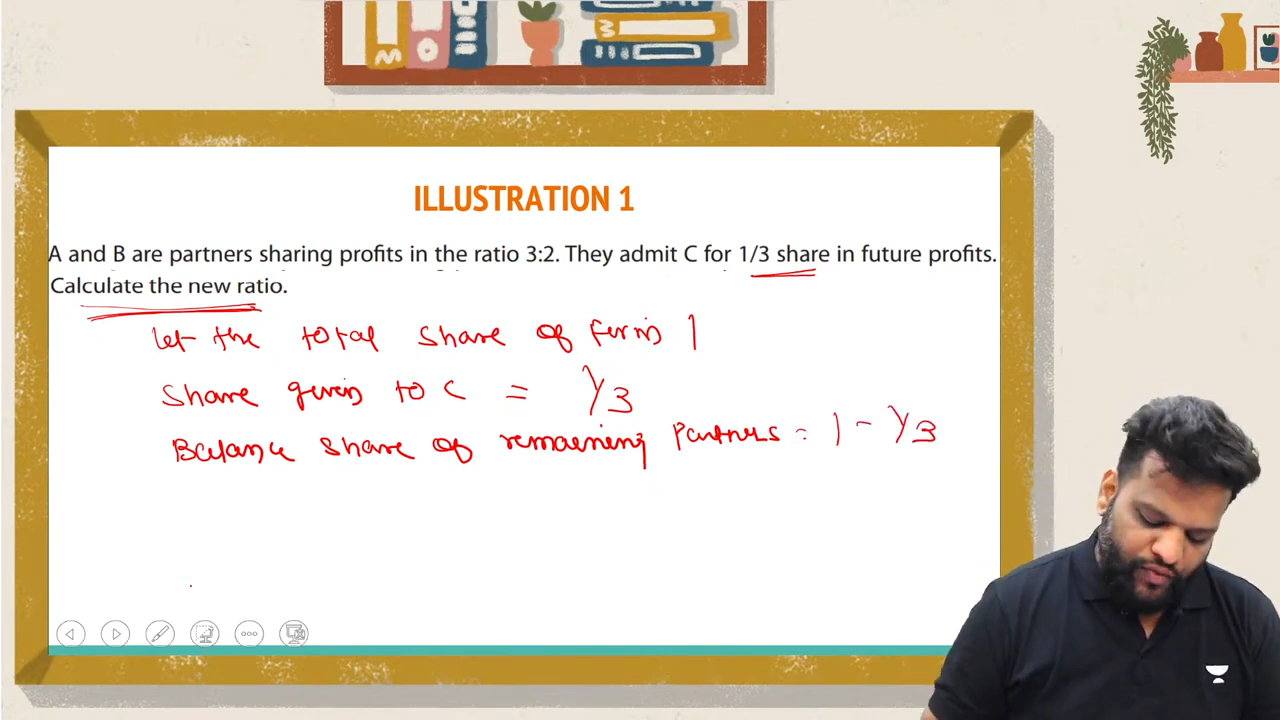 ILLUSTRATION 1
A and B are partners sharing profits in the ratio 3:2. They admit C for 1/3 share in future profits.
Calculate the new ratio.
let the total share of firm is 1
Share given to C = 1/3
Balance share of remaining Partners = 1 - 1/3